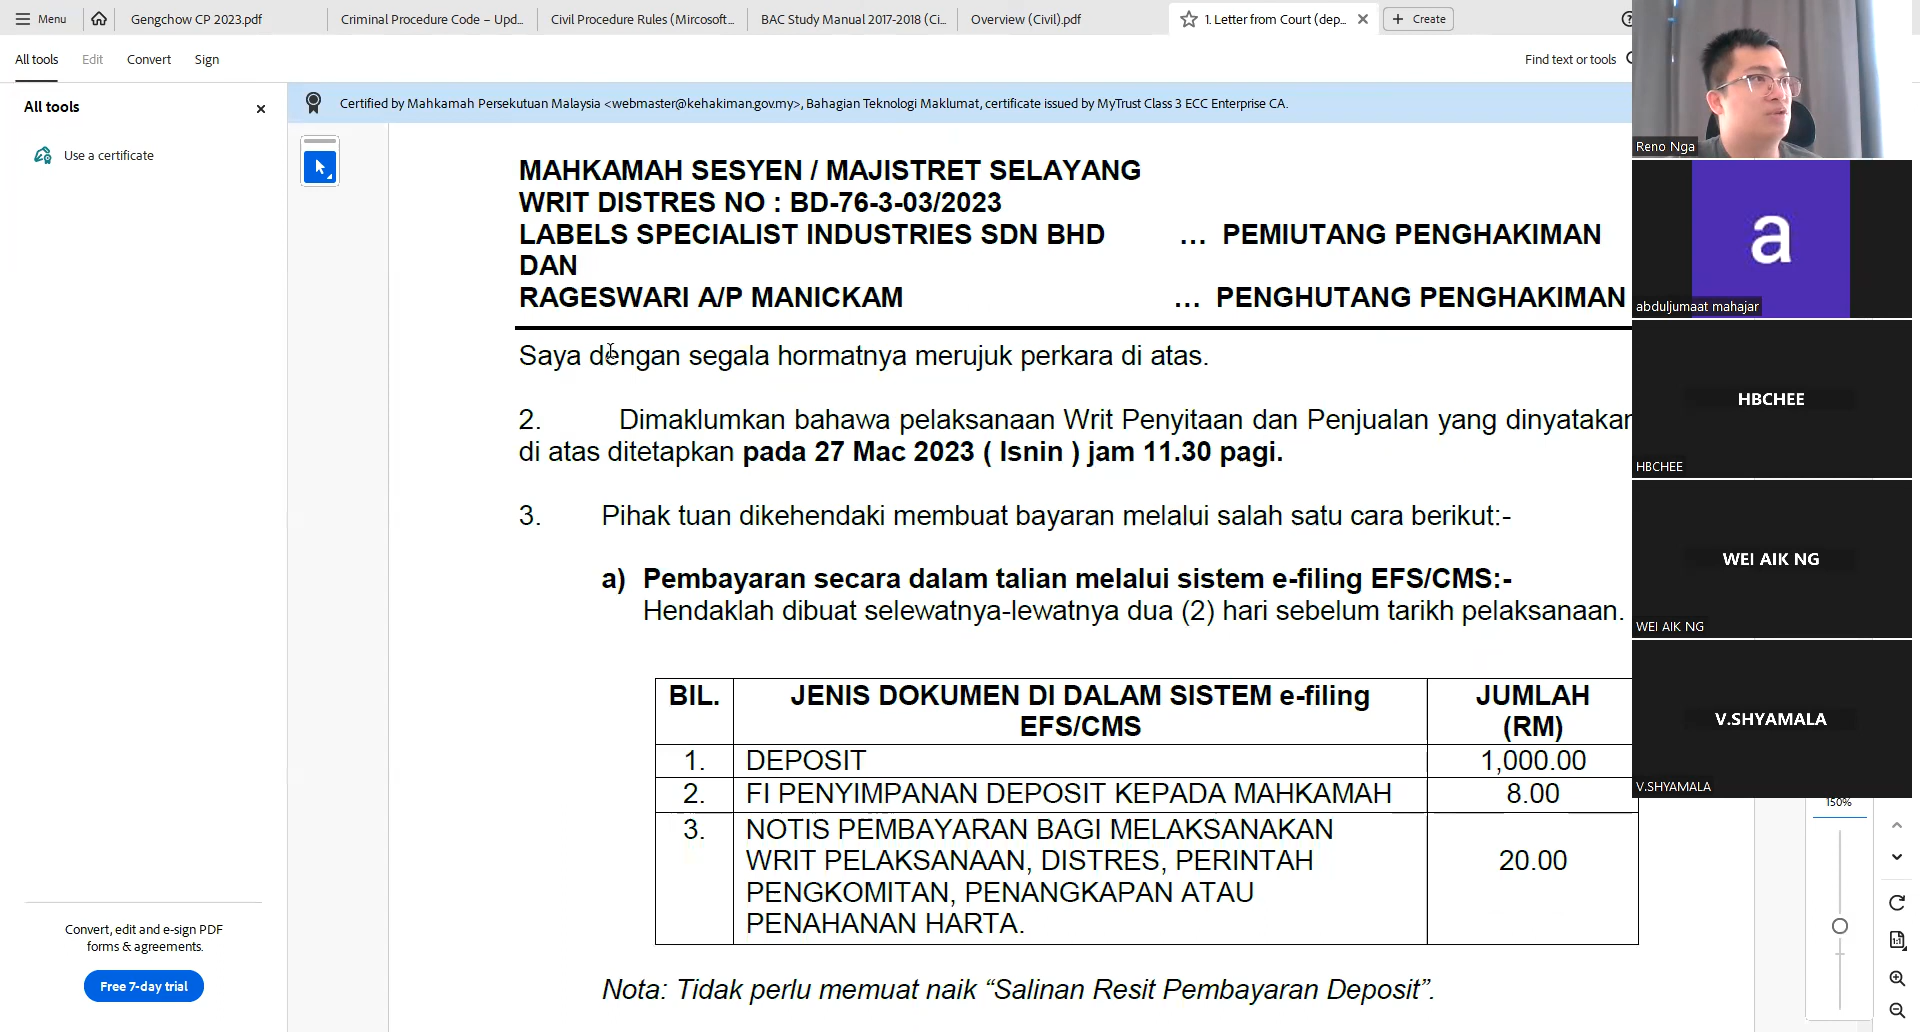 Menu
Gengchow CP 2023.pdf
Criminal Procedure Code – Upd...
Civil Procedure Rules (Mircosoft...
BAC Study Manual 2017-2018 (Ci...
Overview (Civil).pdf
1. Letter from Court (dep...
Create
All tools
Edit
Convert
Sign
Find text or tools
All tools
Use a certificate
Certified by Mahkamah Persekutuan Malaysia <webmaster@kehakiman.gov.my>, Bahagian Teknologi Maklumat, certificate issued by MyTrust Class 3 ECC Enterprise CA.
MAHKAMAH SESYEN / MAJISTRET SELAYANG
WRIT DISTRES NO : BD-76-3-03/2023
LABELS SPECIALIST INDUSTRIES SDN BHD ... PEMIUTANG PENGHAKIMAN
DAN
RAGESWARI A/P MANICKAM ... PENGHUTANG PENGHAKIMAN
Saya dengan segala hormatnya merujuk perkara di atas.
2. Dimaklumkan bahawa pelaksanaan Writ Penyitaan dan Penjualan yang dinyatakan
di atas ditetapkan pada 27 Mac 2023 ( Isnin ) jam 11.30 pagi.
3. Pihak tuan dikehendaki membuat bayaran melalui salah satu cara berikut:-
a) Pembayaran secara dalam talian melalui sistem e-filing EFS/CMS:-
Hendaklah dibuat selewatnya-lewatnya dua (2) hari sebelum tarikh pelaksanaan.
BIL. JENIS DOKUMEN DI DALAM SISTEM e-filing JUMLAH
EFS/CMS (RM)
1. DEPOSIT 1,000.00
2. FI PENYIMPANAN DEPOSIT KEPADA MAHKAMAH 8.00
3. NOTIS PEMBAYARAN BAGI MELAKSANAKAN
WRIT PELAKSANAAN, DISTRES, PERINTAH 20.00
PENGKOMITAN, PENANGKAPAN ATAU
PENAHANAN HARTA.
Nota: Tidak perlu memuat naik “Salinan Resit Pembayaran Deposit”.
Convert, edit and e-sign PDF
forms & agreements.
Free 7-day trial
Reno Nga
a
abduljumaat mahajar
HBCHEE
HBCHEE
WEI AIK NG
WEI AIK NG
V.SHYAMALA
V.SHYAMALA
150%
1:1